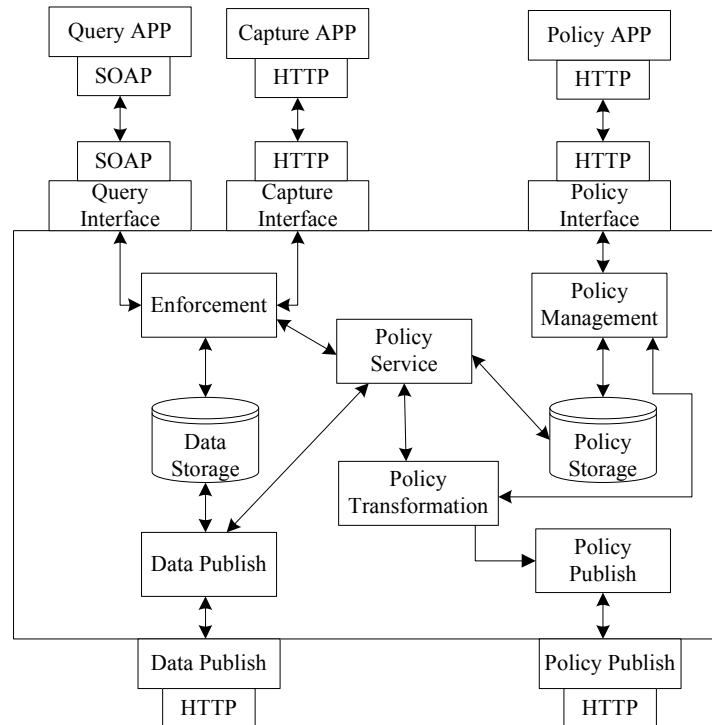 Query APP
Capture APP
Policy APP
SOAP
HTTP
HTTP
SOAP
HTTP
HTTP
Query
Interface
Capture
Interface
Policy
Interface
Enforcement
Policy
Management
Policy
Service
Data
Storage
Policy
Storage
Policy
Transformation
Data Publish
Policy
Publish
Data Publish
Policy Publish
HTTP
HTTP